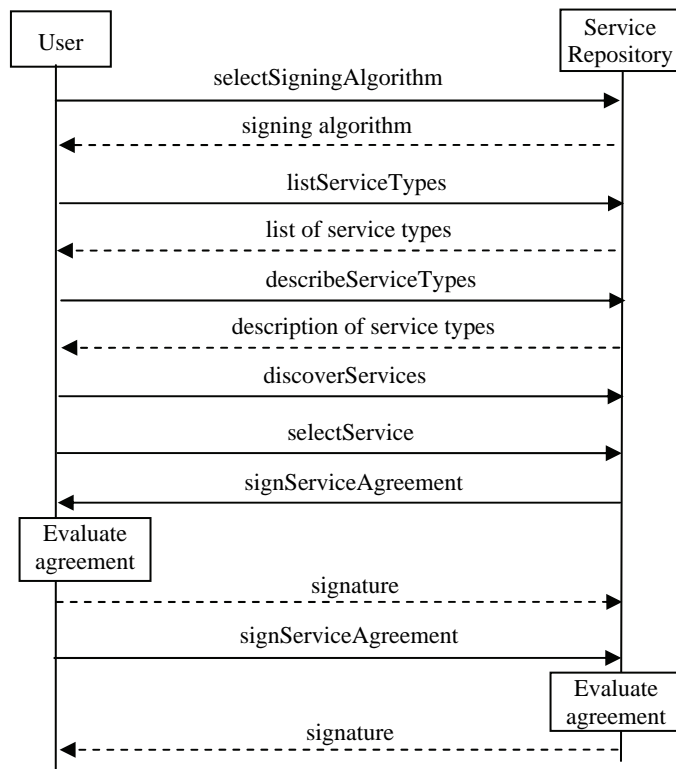 User
Service
Repository
selectSigningAlgorithm
signing algorithm
listServiceTypes
list of service types
describeServiceTypes
description of service types
discoverServices
selectService
signServiceAgreement
Evaluate
agreement
signature
signServiceAgreement
Evaluate
agreement
signature